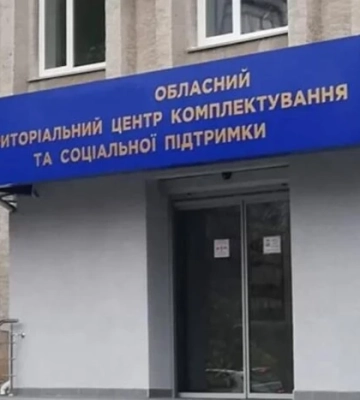 ОБЛАСНИЙ
ИТОРІАЛЬНИЙ ЦЕНТР КОМПЛЕКТУВАННЯ
ТА СОЦІАЛЬНОЇ ПІДТРИМКИ